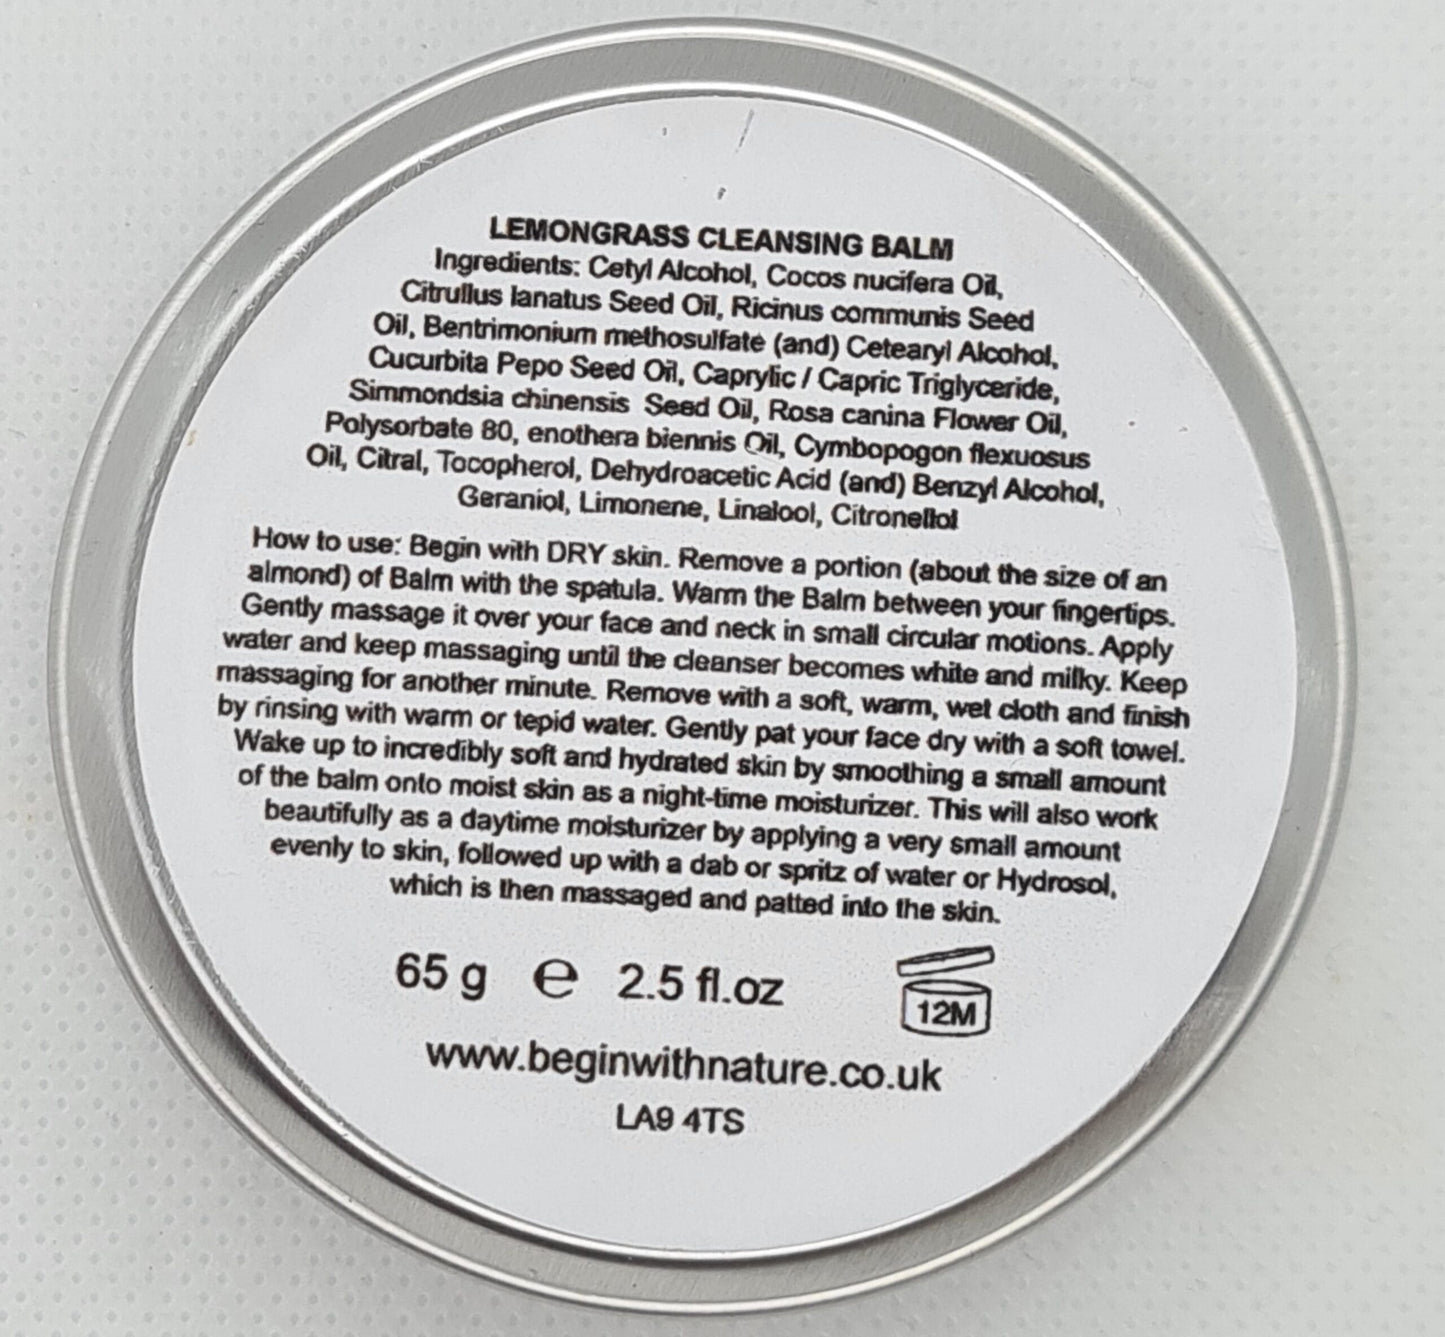 LEMONGRASS CLEANSING BALM
Ingredients: Cetyl Alcohol, Cocos nucifera Oil,
Citrullus lanatus Seed Oil, Ricinus communis Seed
Oil, Bentrimonium methosulfate (and) Cetearyl Alcohol,
Cucurbita Pepo Seed Oil, Caprylic / Capric Triglyceride,
Simmondsia chinensis Seed Oil, Rosa canina Flower Oil,
Polysorbate 80, enothera biennis Oil, Cymbopogon flexuosus
Oil, Citral, Tocopherol, Dehydroacetic Acid (and) Benzyl Alcohol,
Geraniol, Limonene, Linalool, Citronellol
How to use: Begin with DRY skin. Remove a portion (about the size of an
almond) of Balm with the spatula. Warm the Balm between your fingertips.
Gently massage it over your face and neck in small circular motions. Apply
water and keep massaging until the cleanser becomes white and milky. Keep
massaging for another minute. Remove with a soft, warm, wet cloth and finish
by rinsing with warm or tepid water. Gently pat your face dry with a soft towel.
Wake up to incredibly soft and hydrated skin by smoothing a small amount
of the balm onto moist skin as a night-time moisturizer. This will also work
beautifully as a daytime moisturizer by applying a very small amount
evenly to skin, followed up with a dab or spritz of water or Hydrosol,
which is then massaged and patted into the skin.
65 g e 2.5 fl.oz
12M
www.beginwithnature.co.uk
LA9 4TS